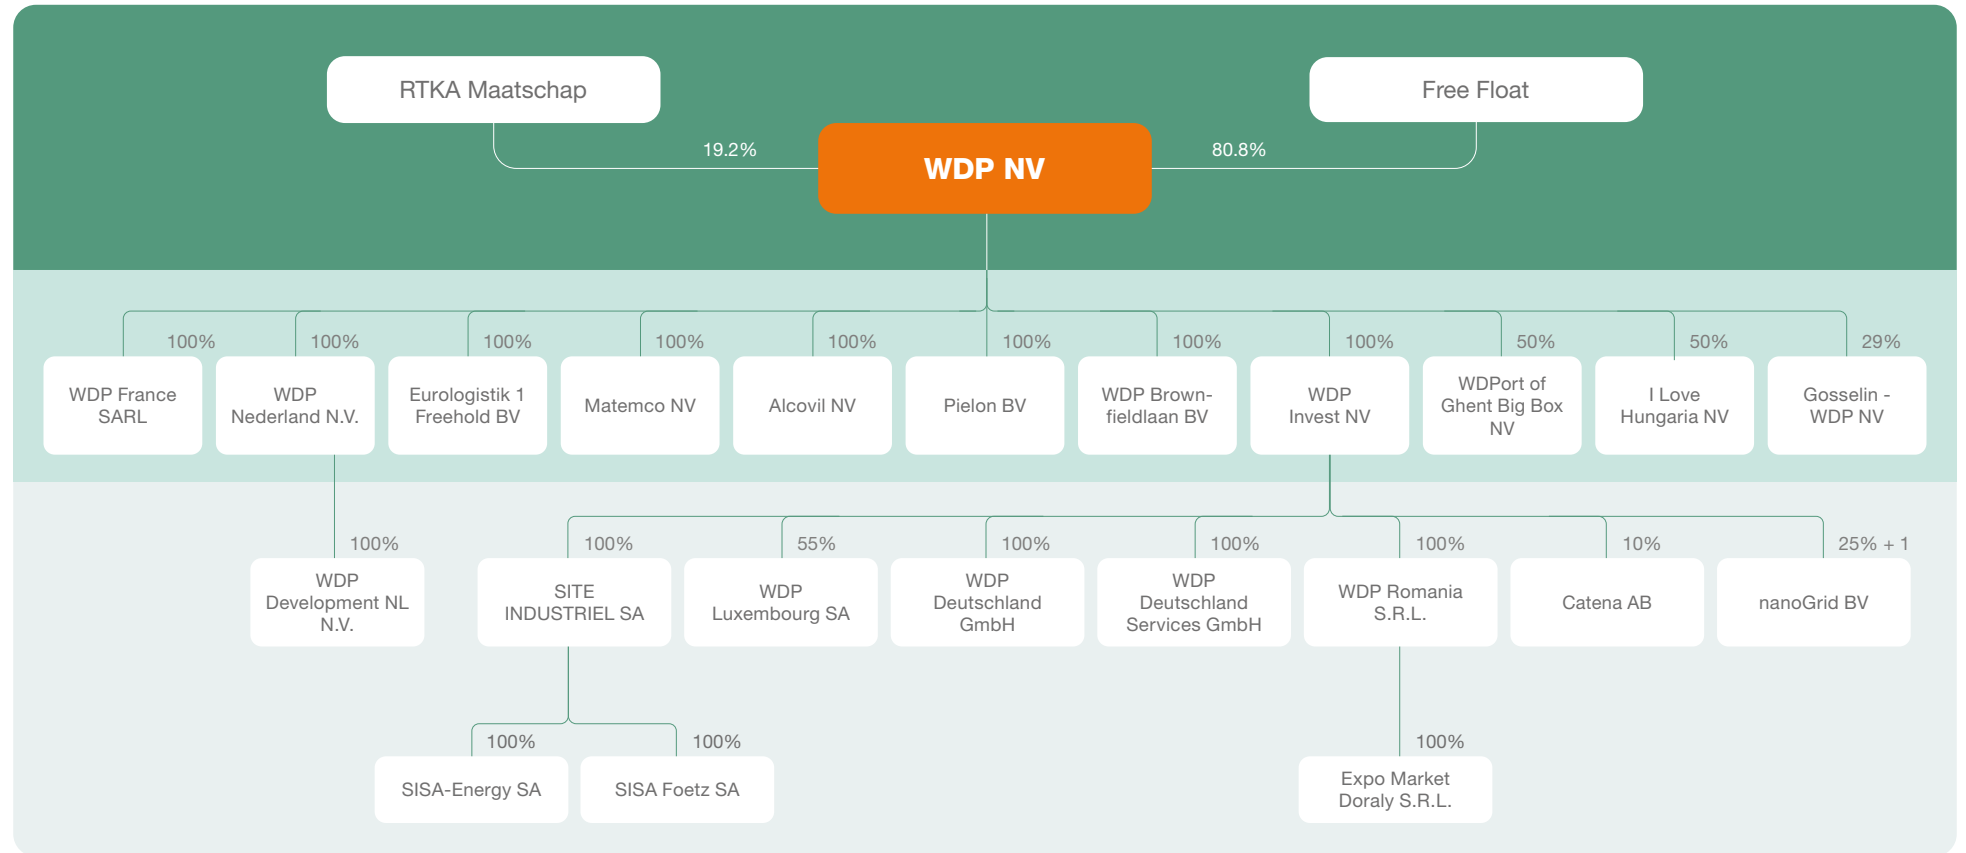 RTKA Maatschap
Free Float
19.2%
80.8%
WDP NV
100%
100%
100%
100%
100%
100%
100%
100%
50%
50%
29%
WDP France
SARL
WDP
Nederland N.V.
Eurologistik 1
Freehold BV
Matemco NV
Alcovil NV
Pielon BV
WDP Brown-
fieldlaan BV
WDP
Invest NV
WDPort of
Ghent Big Box
NV
I Love
Hungaria NV
Gosselin -
WDP NV
100%
100%
55%
100%
100%
100%
10%
25% + 1
WDP
Development NL
N.V.
SITE
INDUSTRIEL SA
WDP
Luxembourg SA
WDP
Deutschland
GmbH
WDP
Deutschland
Services GmbH
WDP Romania
S.R.L.
Catena AB
nanoGrid BV
100%
100%
100%
SISA-Energy SA
SISA Foetz SA
Expo Market
Doraly S.R.L.